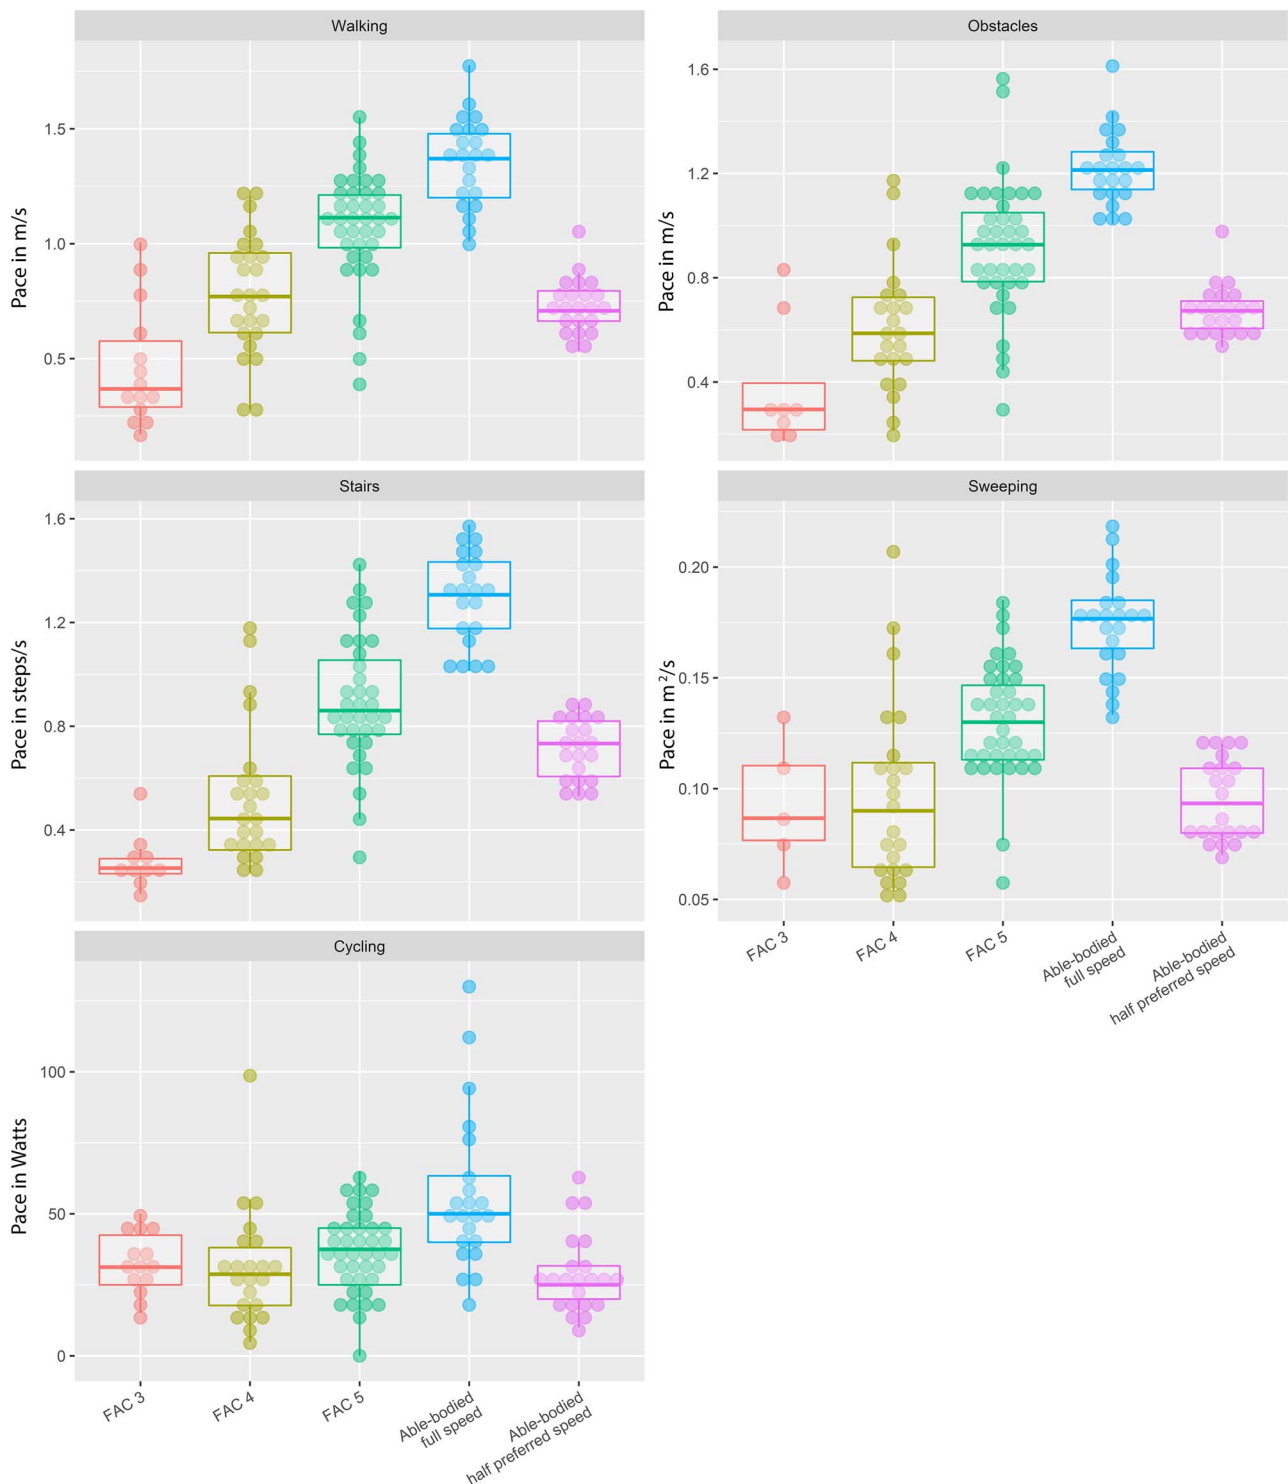 Walking
Pace in m/s
1.5
1.0
0.5
Obstacles
Pace in m/s
1.6
1.2
0.8
0.4
Stairs
Pace in steps/s
1.6
1.2
0.8
0.4
Sweeping
Pace in m²/s
0.20
0.15
0.10
0.05
FAC 3
FAC 4
FAC 5
Able-bodied
full speed
Able-bodied
half preferred speed
Cycling
Pace in Watts
100
50
0
FAC 3
FAC 4
FAC 5
Able-bodied
full speed
Able-bodied
half preferred speed